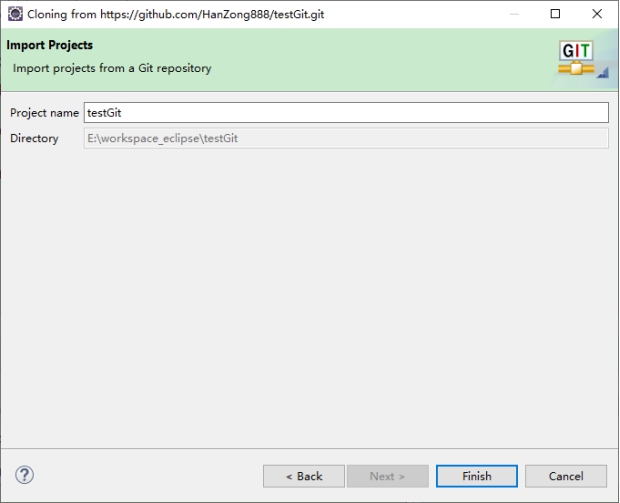 Cloning from https://github.com/HanZong888/testGit.git
Import Projects
Import projects from a Git repository
GIT
Project name testGit
Directory E:\workspace_eclipse\testGit
? < Back Next > Finish Cancel